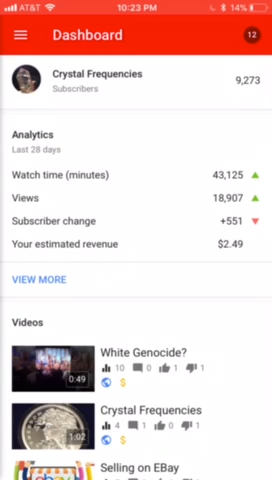 AT&T 10:23 PM 14%
Dashboard 12
Crystal Frequencies 9,273
Subscribers
Analytics
Last 28 days
Watch time (minutes) 43,125
Views 18,907
Subscriber change +551
Your estimated revenue $2.49
VIEW MORE
Videos
White Genocide?
10 0 1 1
0:49
$
Crystal Frequencies
4 1 0 0
1:02
$
Selling on EBay
ebay